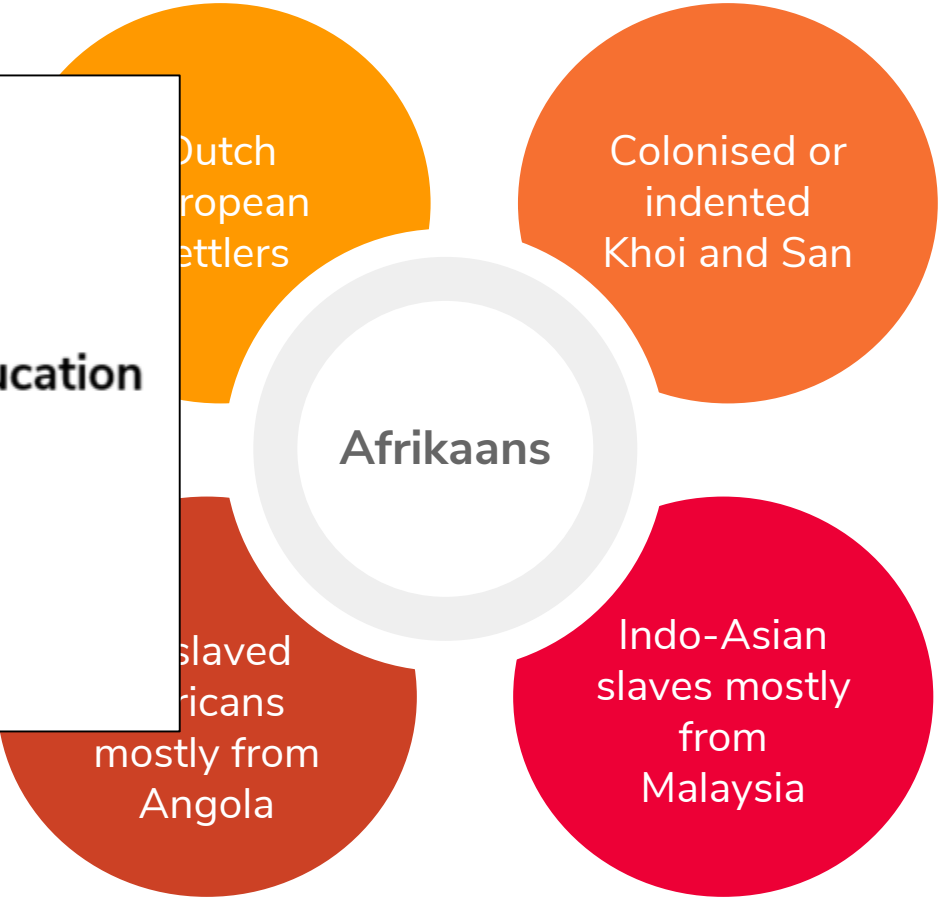 Dutch
ropean
ettlers
Colonised or
indented
Khoi and San
ucation
Afrikaans
slaved
ricans
mostly from
Angola
Indo-Asian
slaves mostly
from
Malaysia